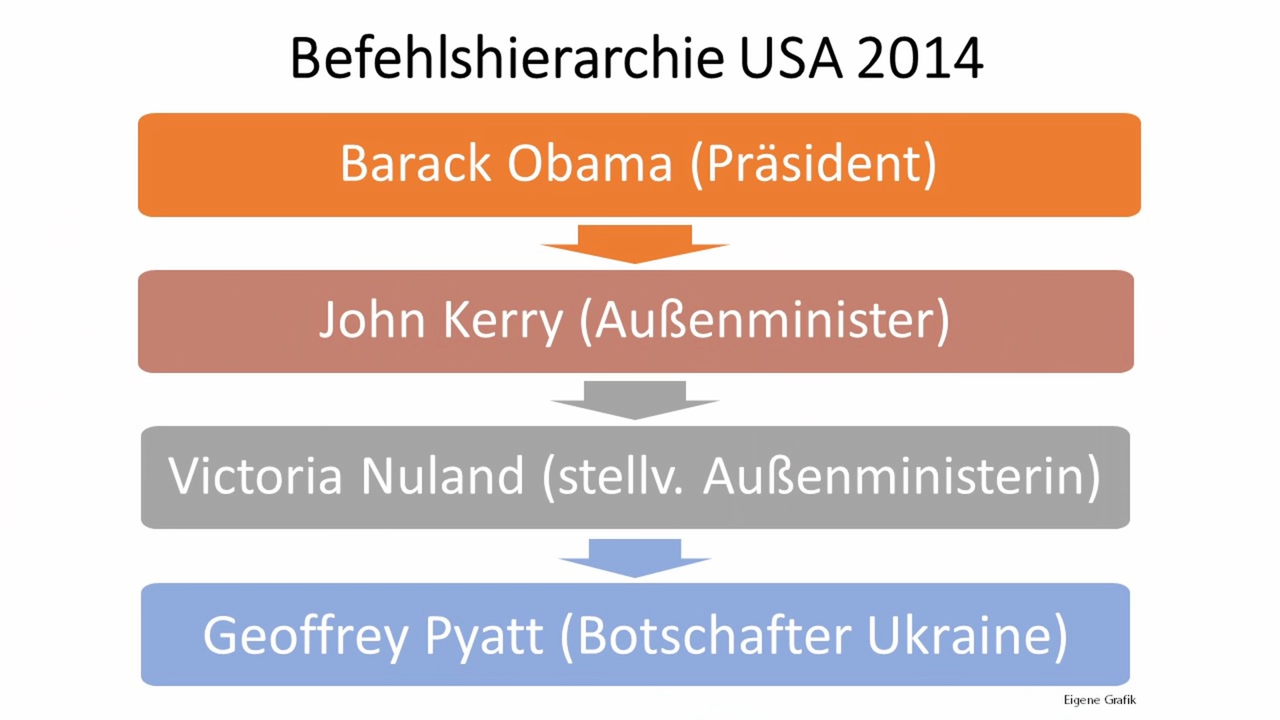 Befehlshierarchie USA 2014
Barack Obama (Präsident)
John Kerry (Außenminister)
Victoria Nuland (stellv. Außenministerin)
Geoffrey Pyatt (Botschafter Ukraine)
Eigene Grafik